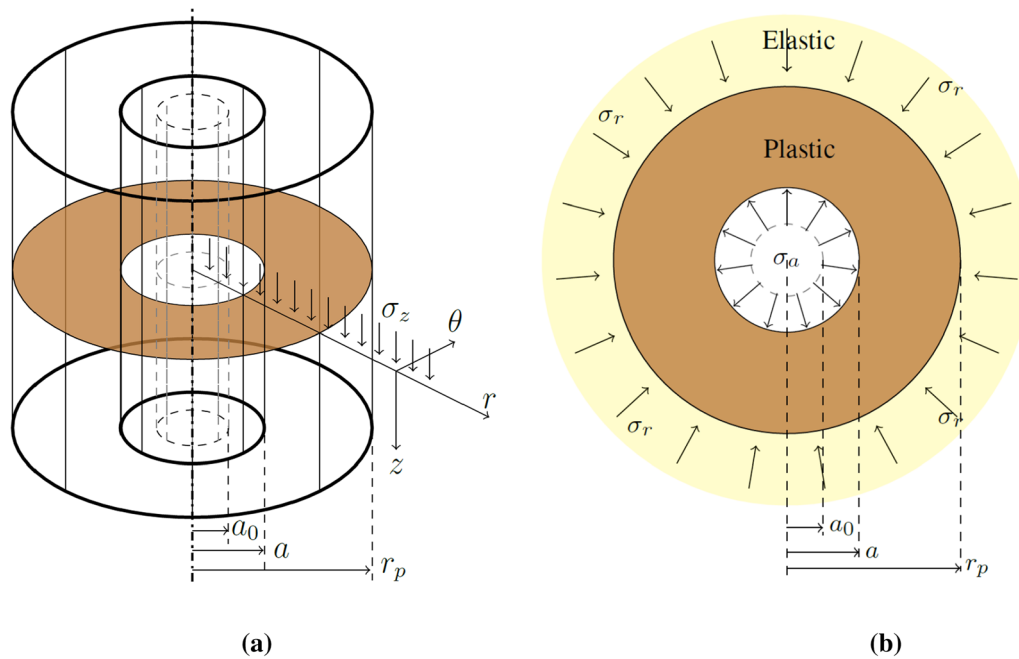 σz
θ
r
z
a0
a
rp
(a)
Elastic
σr
σr
Plastic
σa
σr
σr
a0
a
rp
(b)